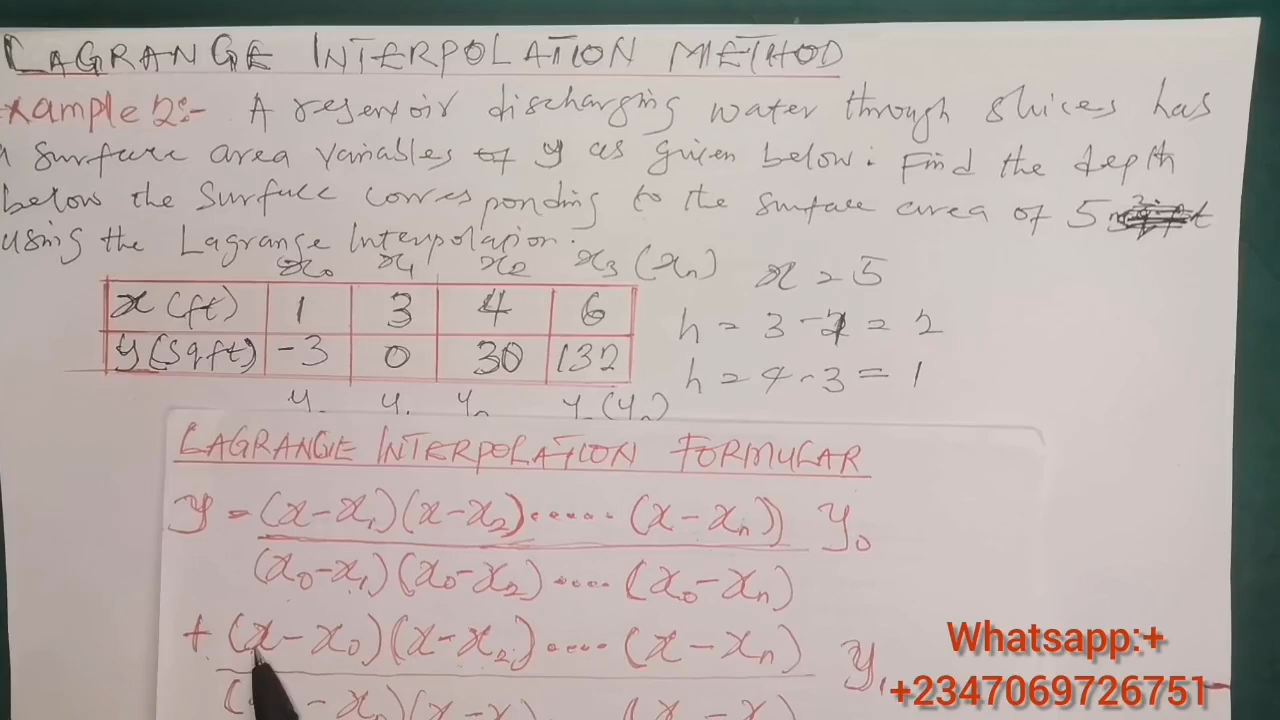 LAGRANGE INTERPOLATION METHOD
xample 2:- A reservoir discharging water through sluices has
a surface area variables of y as given below: Find the depth
below the surface corresponding to the surface area of 5
using the Lagrange Interpolation.
x0 x1 x2 x3 (xn)
x = 5
x (ft) 1 3 4 6
h = 3 - 1 = 2
y (sqft) -3 0 30 132
h = 4 - 3 = 1
LAGRANGE INTERPOLATION FORMULAR
y = (x-x1)(x-x2)..... (x-xn)) y0
(x0-x1)(x0-x2).....(x0-xn)
+ (x-x0)(x-x2)....(x-xn) y1
Whatsapp:+
+2347069726751